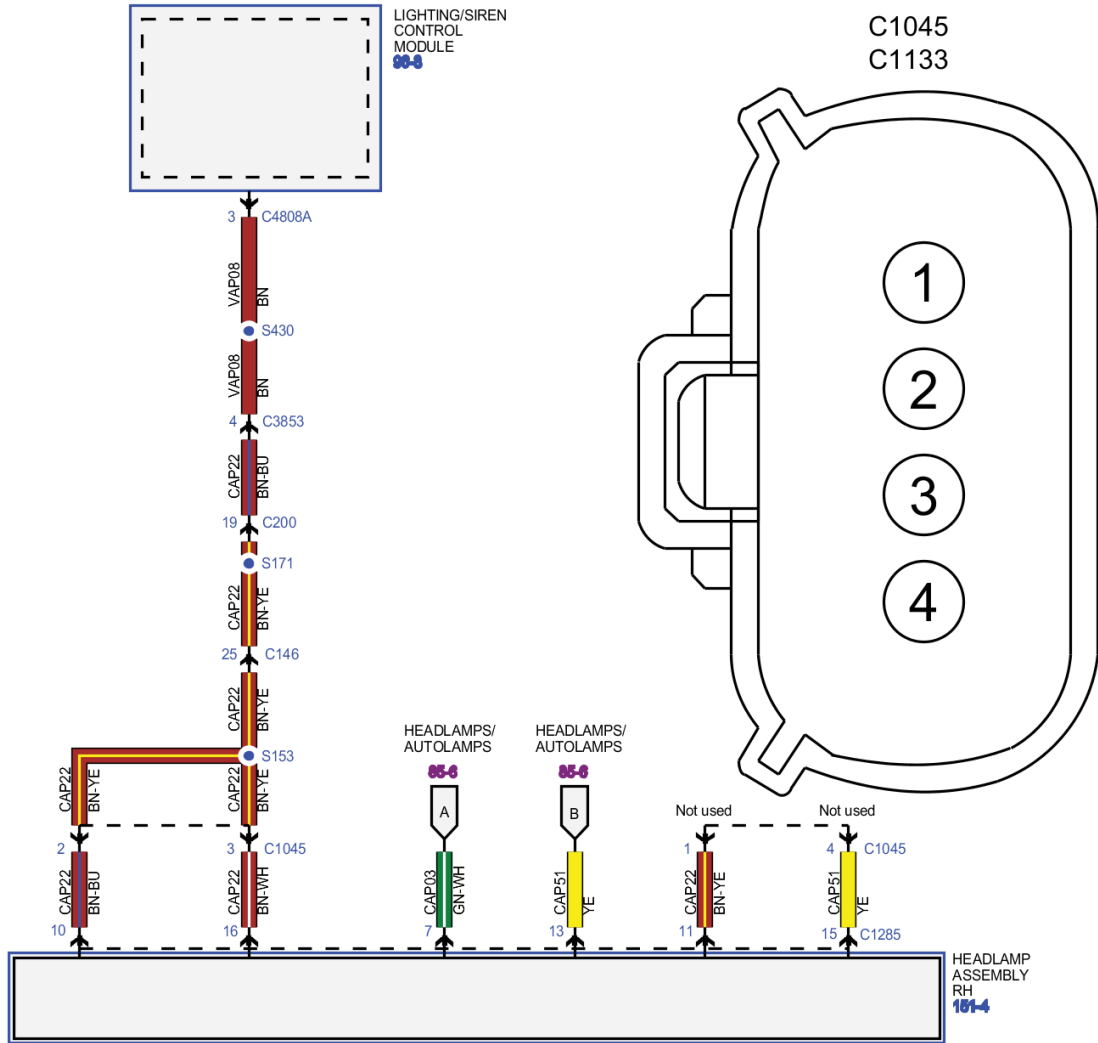 LIGHTING/SIREN
CONTROL
MODULE
96-8
C1045
C1133
1
2
3
4
3 C4808A
VAP08
BN
S430
VAP08
BN
4 C3853
CAP22
BN-BU
19 C200
S171
CAP22
BN-YE
25 C146
CAP22
BN-YE
S153
CAP22
BN-YE
CAP22
BN-YE
HEADLAMPS/
AUTOLAMPS
85-6
A
HEADLAMPS/
AUTOLAMPS
85-6
B
Not used
Not used
2
3 C1045
1
4 C1045
CAP22
BN-BU
CAP22
BN-WH
CAP03
GN-WH
CAP51
YE
CAP22
BN-YE
CAP51
YE
10
16
7
13
11
15 C1285
HEADLAMP
ASSEMBLY
RH
151-4